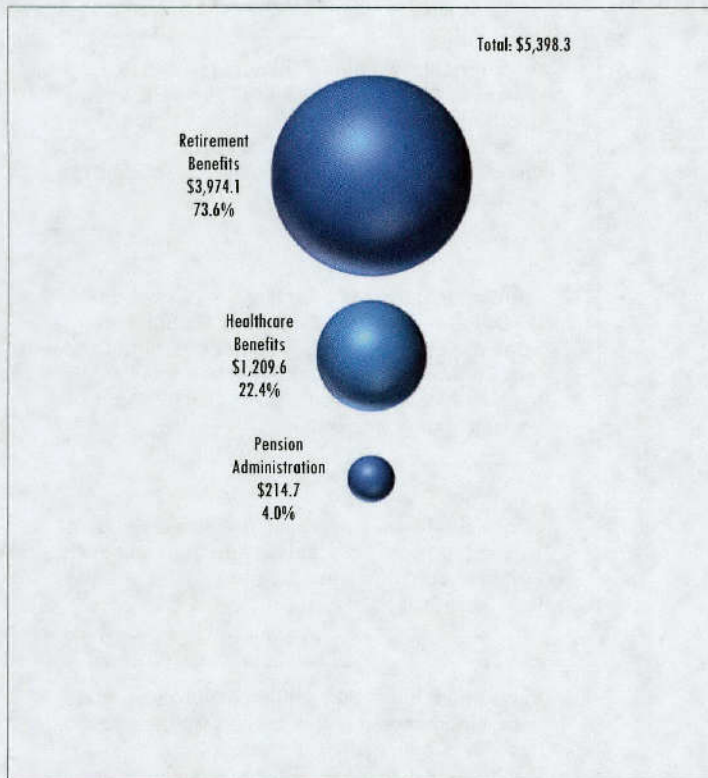 Total: $5,398.3
Retirement
Benefits
$3,974.1
73.6%
Healthcare
Benefits
$1,209.6
22.4%
Pension
Administration
$214.7
4.0%